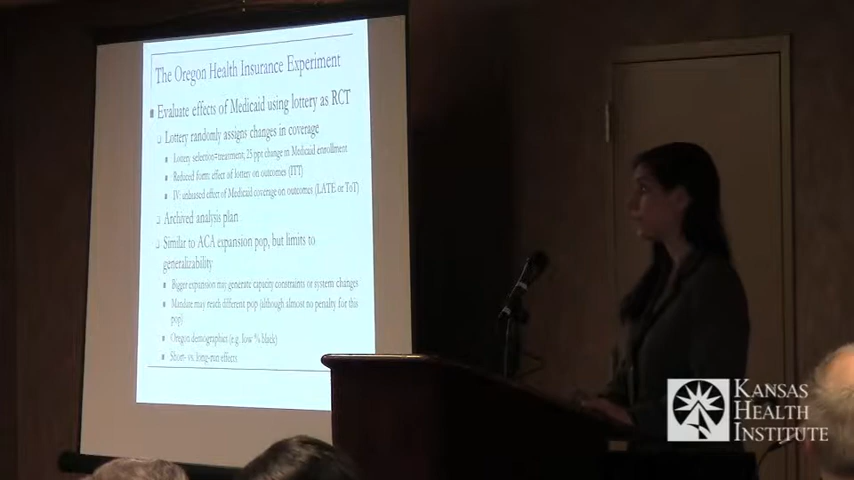 The Oregon Health Insurance Experiment
Evaluate effects of Medicaid using lottery as RCT
Lottery randomly assigns changes in coverage
Lottery selection=treatment, 25 ppt change in Medicaid enrollment
Reduced form: effect of lottery on outcomes (ITT)
IV: unbiased effect of Medicaid coverage on outcomes (LATE or ToT)
Archived analysis plan
Similar to ACA expansion pop, but limits to
generalizability
Bigger expansion may generate capacity constraints or system changes
Mandate may reach different pop (although almost no penalty for this
pop)
Oregon demographics (e.g. low % black)
Short- vs. long-run effects
KANSAS
HEALTH
INSTITUTE